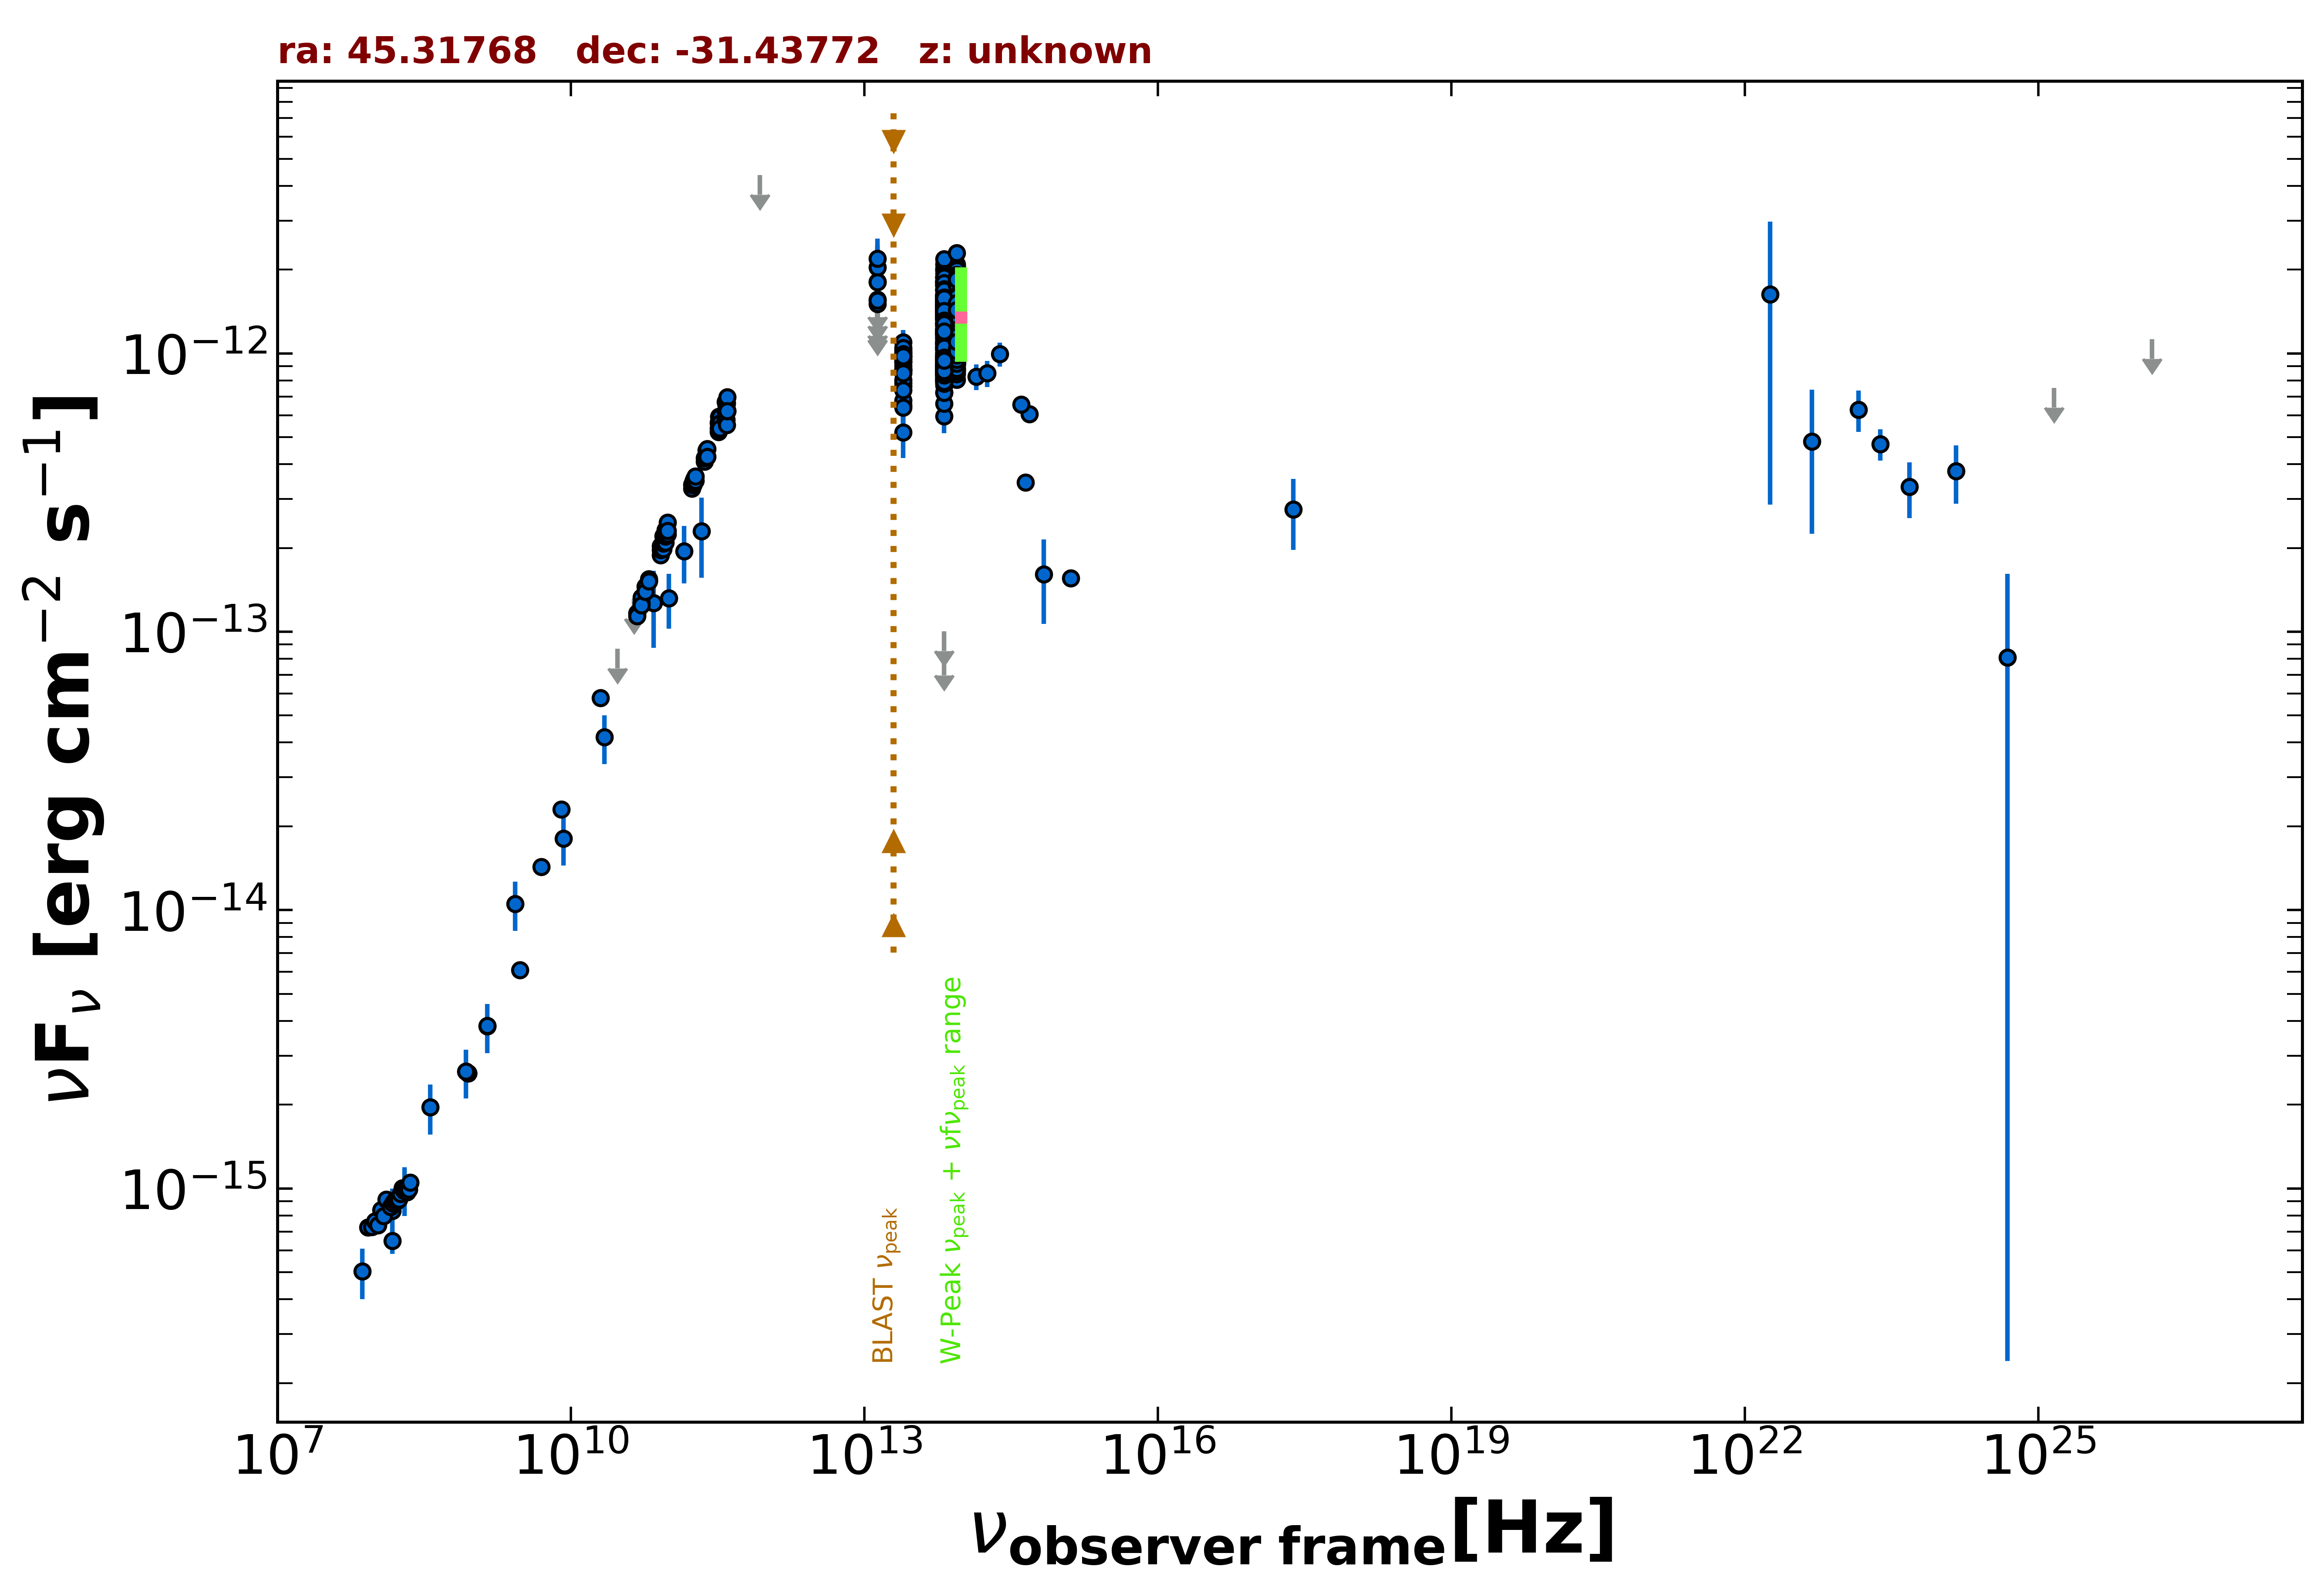 ra: 45.31768 dec: -31.43772 z: unknown
νFν [erg cm−2 s−1]
10−12
10−13
10−14
10−15
BLAST νpeak
W-Peak νpeak + νfνpeak range
107 1010 1013 1016 1019 1022 1025
νobserver frame[Hz]